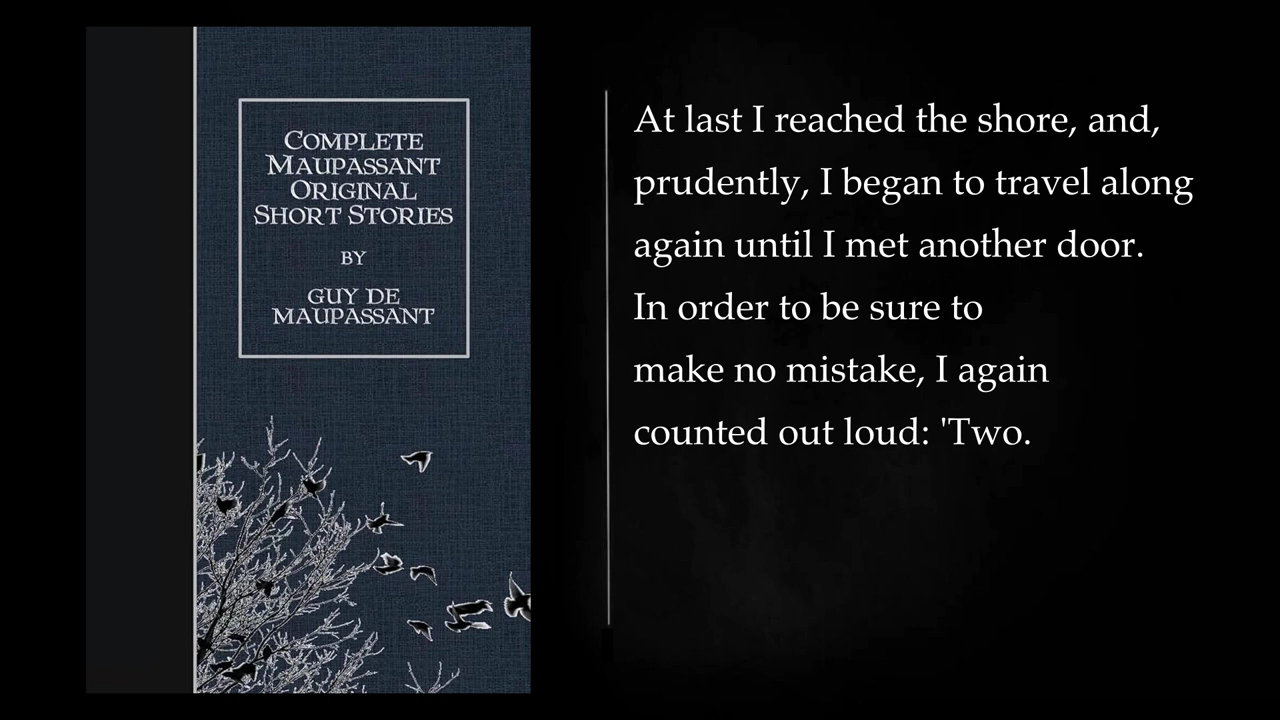 COMPLETE
MAUPASSANT
ORIGINAL
SHORT STORIES
BY
GUY DE
MAUPASSANT
At last I reached the shore, and,
prudently, I began to travel along
again until I met another door.
In order to be sure to
make no mistake, I again
counted out loud: 'Two.